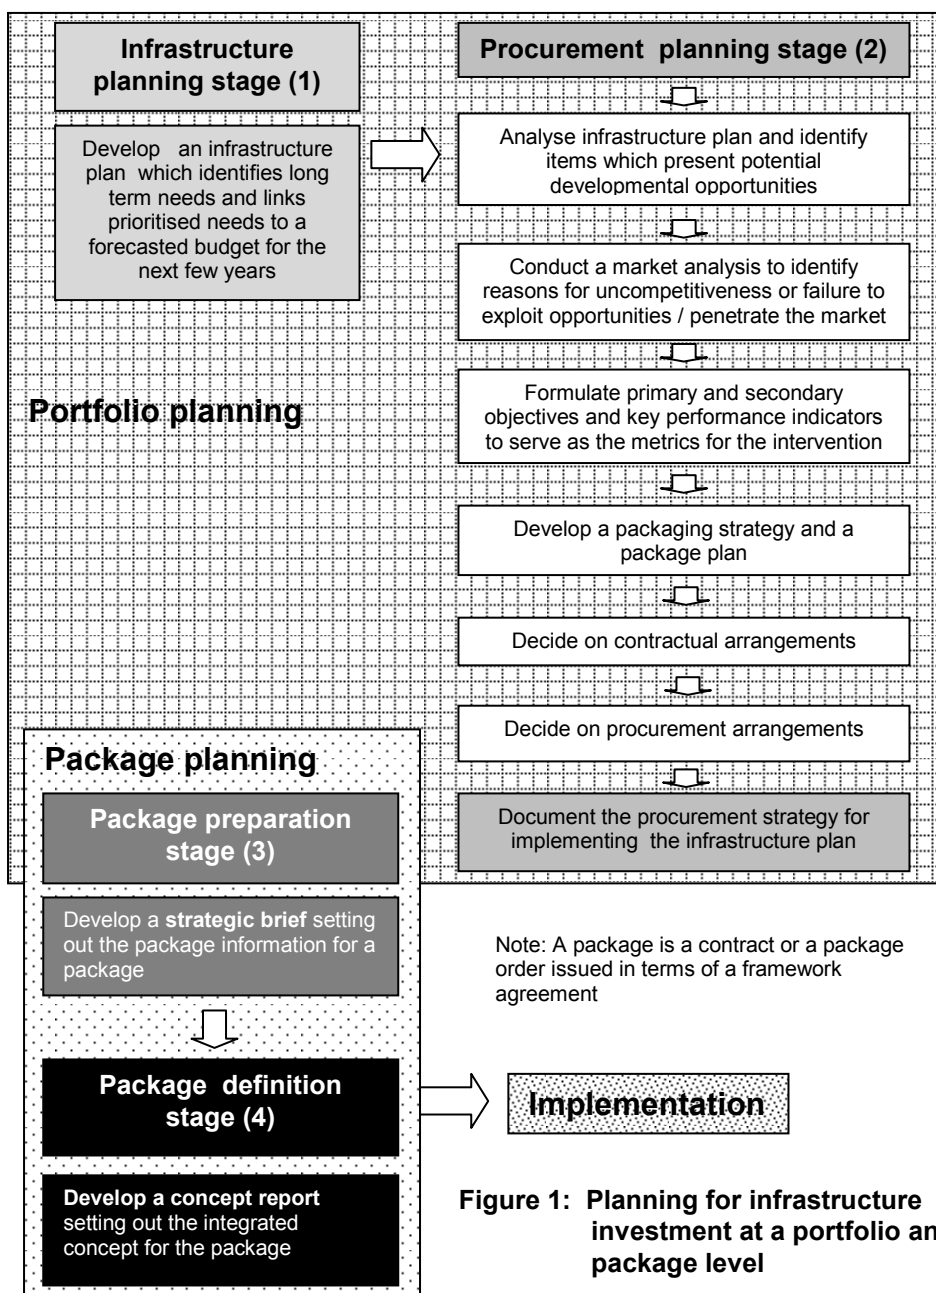 Infrastructure
planning stage (1)
Develop an infrastructure
plan which identifies long
term needs and links
prioritised needs to a
forecasted budget for the
next few years
Procurement planning stage (2)
Analyse infrastructure plan and identify
items which present potential
developmental opportunities
Conduct a market analysis to identify
reasons for uncompetitiveness or failure to
exploit opportunities / penetrate the market
Formulate primary and secondary
objectives and key performance indicators
to serve as the metrics for the intervention
Develop a packaging strategy and a
package plan
Decide on contractual arrangements
Decide on procurement arrangements
Document the procurement strategy for
implementing the infrastructure plan
Portfolio planning
Package planning
Package preparation
stage (3)
Develop a strategic brief setting
out the package information for a
package
Package definition
stage (4)
Develop a concept report
setting out the integrated
concept for the package
Note: A package is a contract or a package
order issued in terms of a framework
agreement
Implementation
Figure 1: Planning for infrastructure
investment at a portfolio an
package level